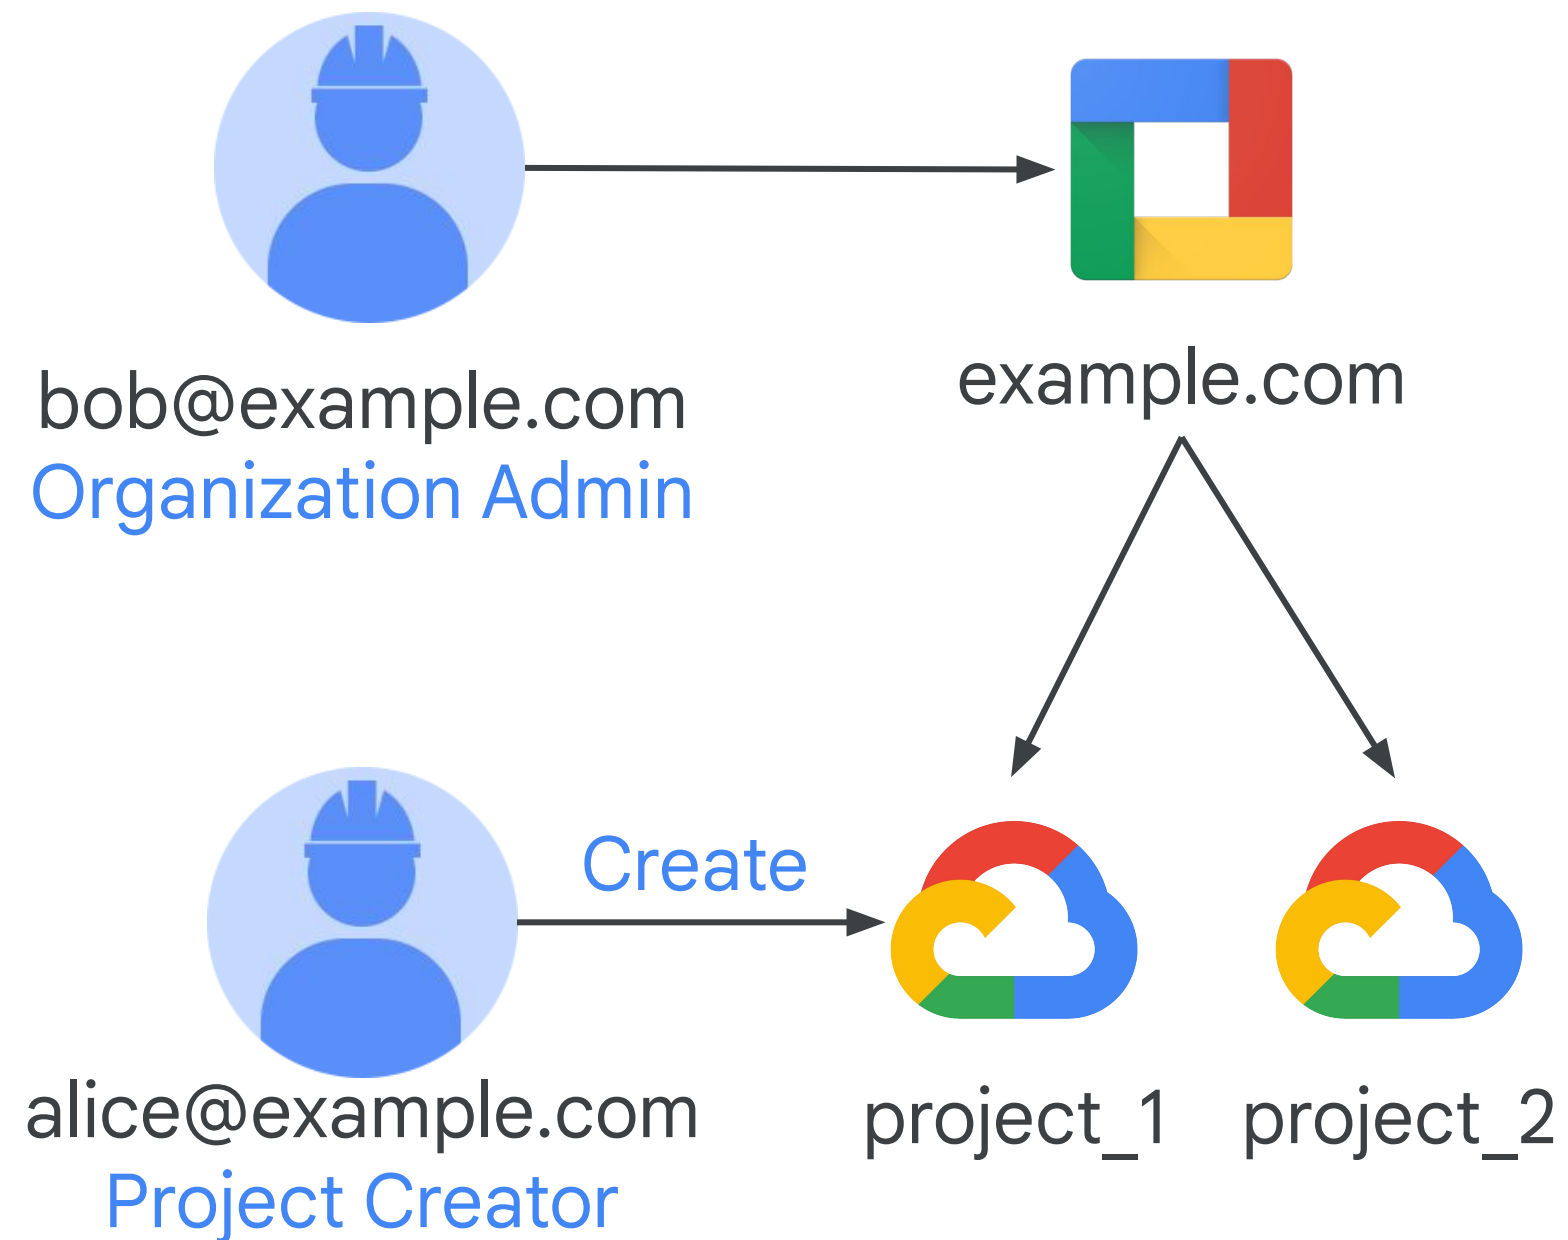 bob@example.com
Organization Admin
example.com
Create
alice@example.com
Project Creator
project_1
project_2